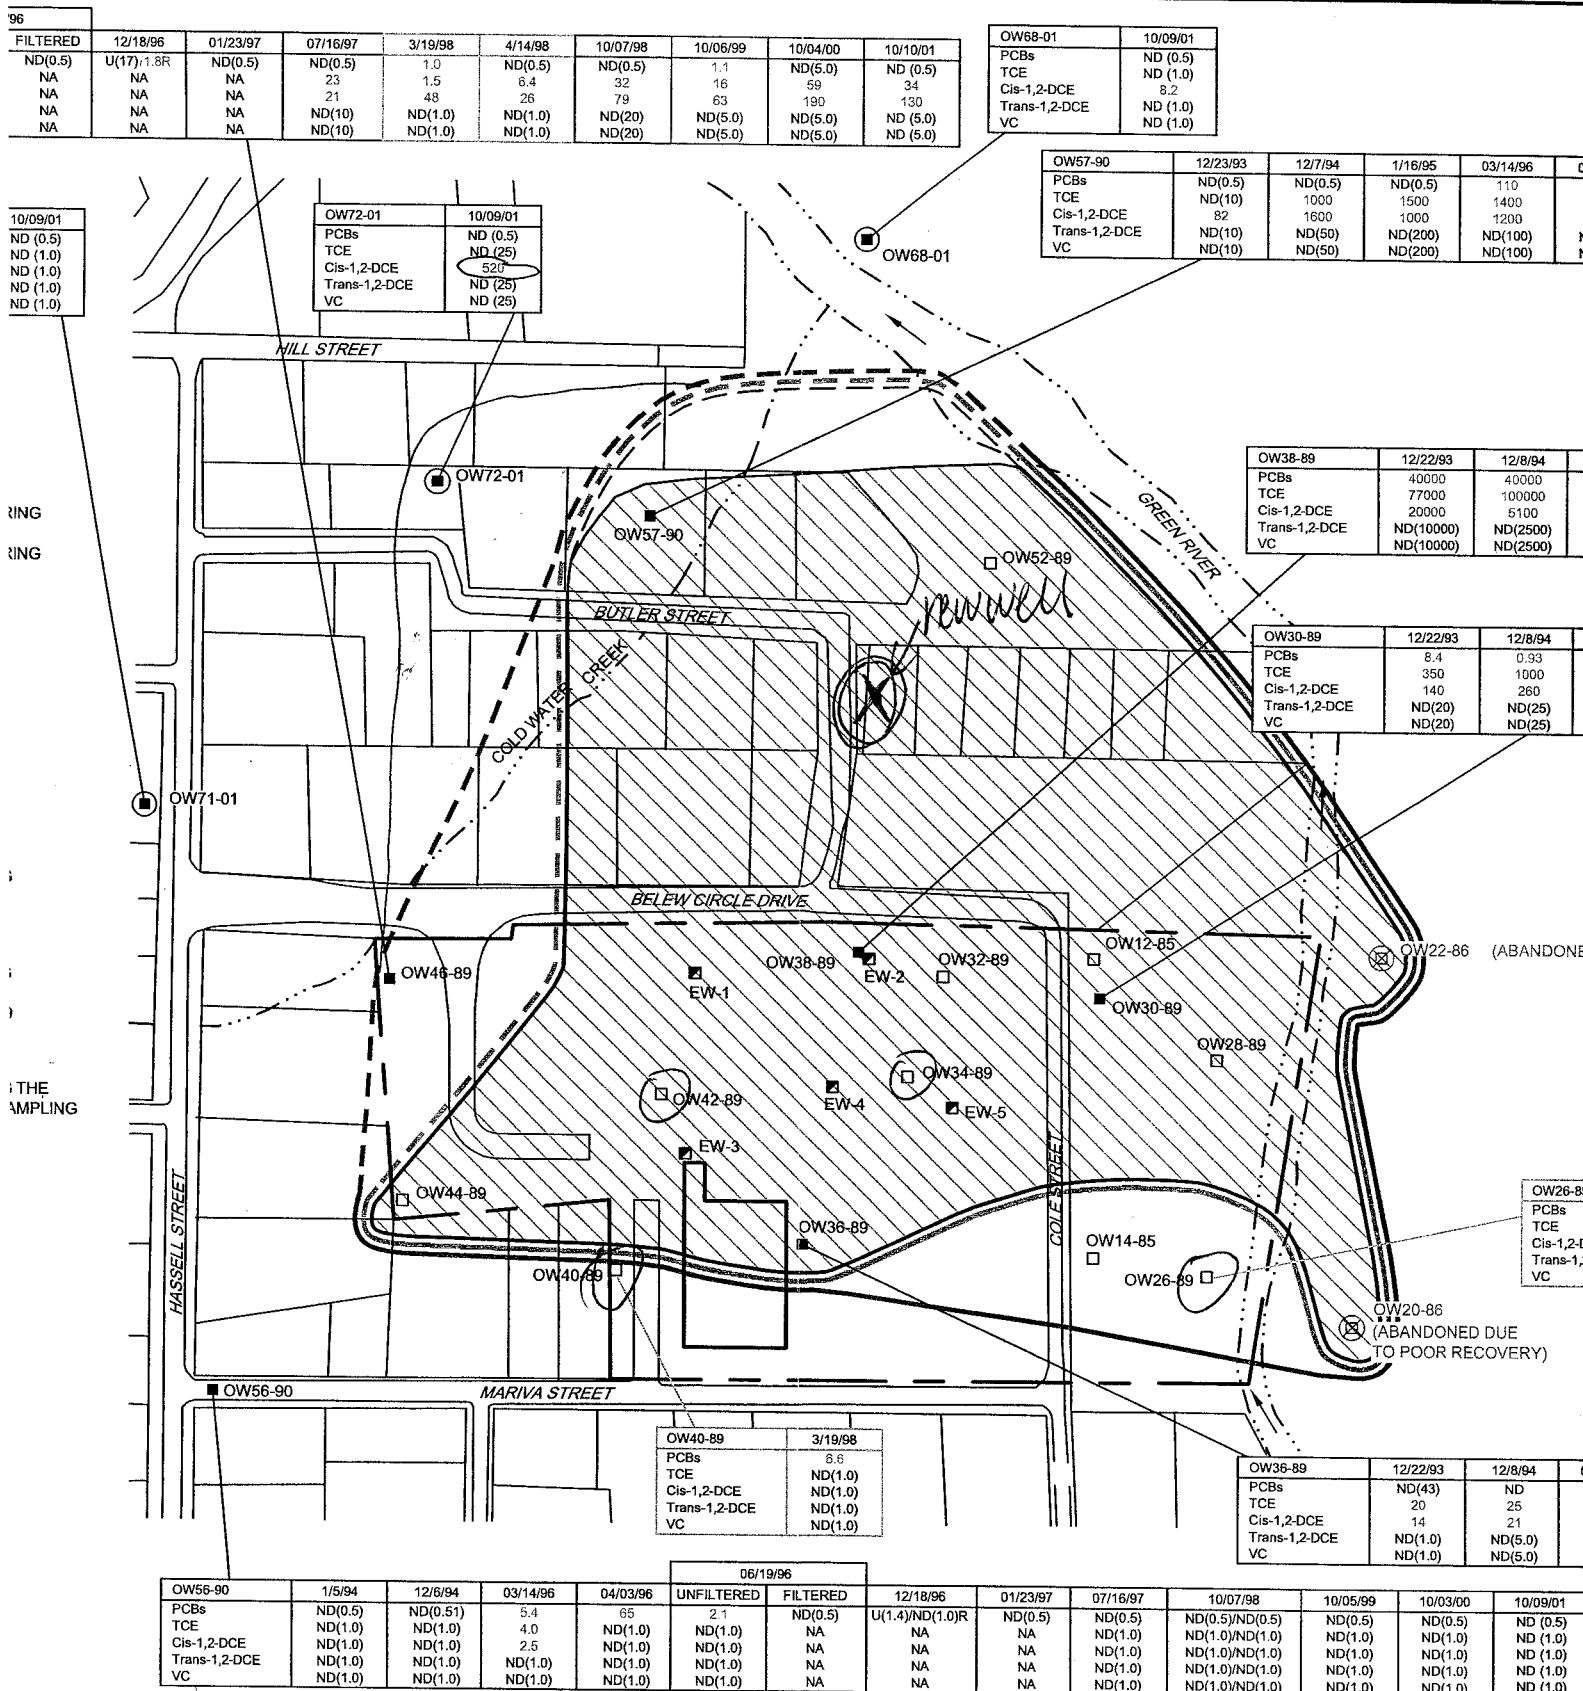 '96
FILTERED 12/18/96 01/23/97 07/16/97 3/19/98 4/14/98 10/07/98 10/06/99 10/04/00 10/10/01
ND(0.5) U(17)/1.8R ND(0.5) ND(0.5) 1.0 ND(0.5) ND(0.5) 1.1 ND(5.0) ND (0.5)
NA NA NA 23 1.5 6.4 32 16 59 34
NA NA NA 21 48 26 79 63 190 130
NA NA NA ND(10) ND(1.0) ND(1.0) ND(20) ND(5.0) ND(5.0) ND (5.0)
NA NA NA ND(10) ND(1.0) ND(1.0) ND(20) ND(5.0) ND(5.0) ND (5.0)
OW68-01 10/09/01
PCBs ND (0.5)
TCE ND (1.0)
Cis-1,2-DCE 8.2
Trans-1,2-DCE ND (1.0)
VC ND (1.0)
OW57-90 12/23/93 12/7/94 1/16/95 03/14/96
PCBs ND(0.5) ND(0.5) ND(0.5) 110
TCE ND(10) 1000 1500 1400
Cis-1,2-DCE 82 1600 1000 1200
Trans-1,2-DCE ND(10) ND(50) ND(200) ND(100)
VC ND(10) ND(50) ND(200) ND(100)
10/09/01
ND (0.5)
ND (1.0)
ND (1.0)
ND (1.0)
ND (1.0)
OW72-01 10/09/01
PCBs ND (0.5)
TCE ND (25)
Cis-1,2-DCE 520
Trans-1,2-DCE ND (25)
VC ND (25)
OW68-01
HILL STREET
OW72-01
OW38-89 12/22/93 12/8/94
PCBs 40000 40000
TCE 77000 100000
Cis-1,2-DCE 20000 5100
Trans-1,2-DCE ND(10000) ND(2500)
VC ND(10000) ND(2500)
GREEN RIVER
RING
RING
OW57-90
OW52-89
new well
BUTLER STREET
COLD WATER CREEK
OW30-89 12/22/93 12/8/94
PCBs 8.4 0.93
TCE 350 1000
Cis-1,2-DCE 140 260
Trans-1,2-DCE ND(20) ND(25)
VC ND(20) ND(25)
OW71-01
BELEW CIRCLE DRIVE
OW12-85
OW22-86 (ABANDONE
OW46-89
OW38-89
EW-2
OW32-89
EW-1
OW30-89
OW28-89
OW34-89
OW42-89
EW-4
EW-5
THE
AMPLING
EW-3
COLE STREET
HASSELL STREET
OW44-89
OW36-89
OW14-85
OW40-89
OW26-89
OW26-8
PCBs
TCE
Cis-1,2-D
Trans-1,
VC
OW20-86
(ABANDONED DUE
TO POOR RECOVERY)
OW56-90
MARIVA STREET
OW40-89 3/19/98
PCBs 6.6
TCE ND(1.0)
Cis-1,2-DCE ND(1.0)
Trans-1,2-DCE ND(1.0)
VC ND(1.0)
OW36-89 12/22/93 12/8/94
PCBs ND(43) ND
TCE 20 25
Cis-1,2-DCE 14 21
Trans-1,2-DCE ND(1.0) ND(5.0)
VC ND(1.0) ND(5.0)
06/19/96
OW56-90 1/5/94 12/6/94 03/14/96 04/03/96 UNFILTERED FILTERED 12/18/96 01/23/97 07/16/97 10/07/98 10/05/99 10/03/00 10/09/01
PCBs ND(0.5) ND(0.51) 5.4 65 2.1 ND(0.5) U(1.4)/ND(1.0)R ND(0.5) ND(0.5) ND(0.5)/ND(0.5) ND(0.5) ND(0.5) ND (0.5)
TCE ND(1.0) ND(1.0) 4.0 ND(1.0) ND(1.0) NA NA NA ND(1.0) ND(1.0)/ND(1.0) ND(1.0) ND(1.0) ND (1.0)
Cis-1,2-DCE ND(1.0) ND(1.0) 2.5 ND(1.0) ND(1.0) NA NA NA ND(1.0) ND(1.0)/ND(1.0) ND(1.0) ND(1.0) ND (1.0)
Trans-1,2-DCE ND(1.0) ND(1.0) ND(1.0) ND(1.0) ND(1.0) NA NA NA ND(1.0) ND(1.0)/ND(1.0) ND(1.0) ND(1.0) ND (1.0)
VC ND(1.0) ND(1.0) ND(1.0) ND(1.0) ND(1.0) NA NA NA ND(1.0) ND(1.0)/ND(1.0) ND(1.0) ND(1.0) ND (1.0)